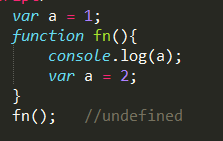 var a = 1;
function fn(){
    console.log(a);
    var a = 2;
}
fn();   //undefined